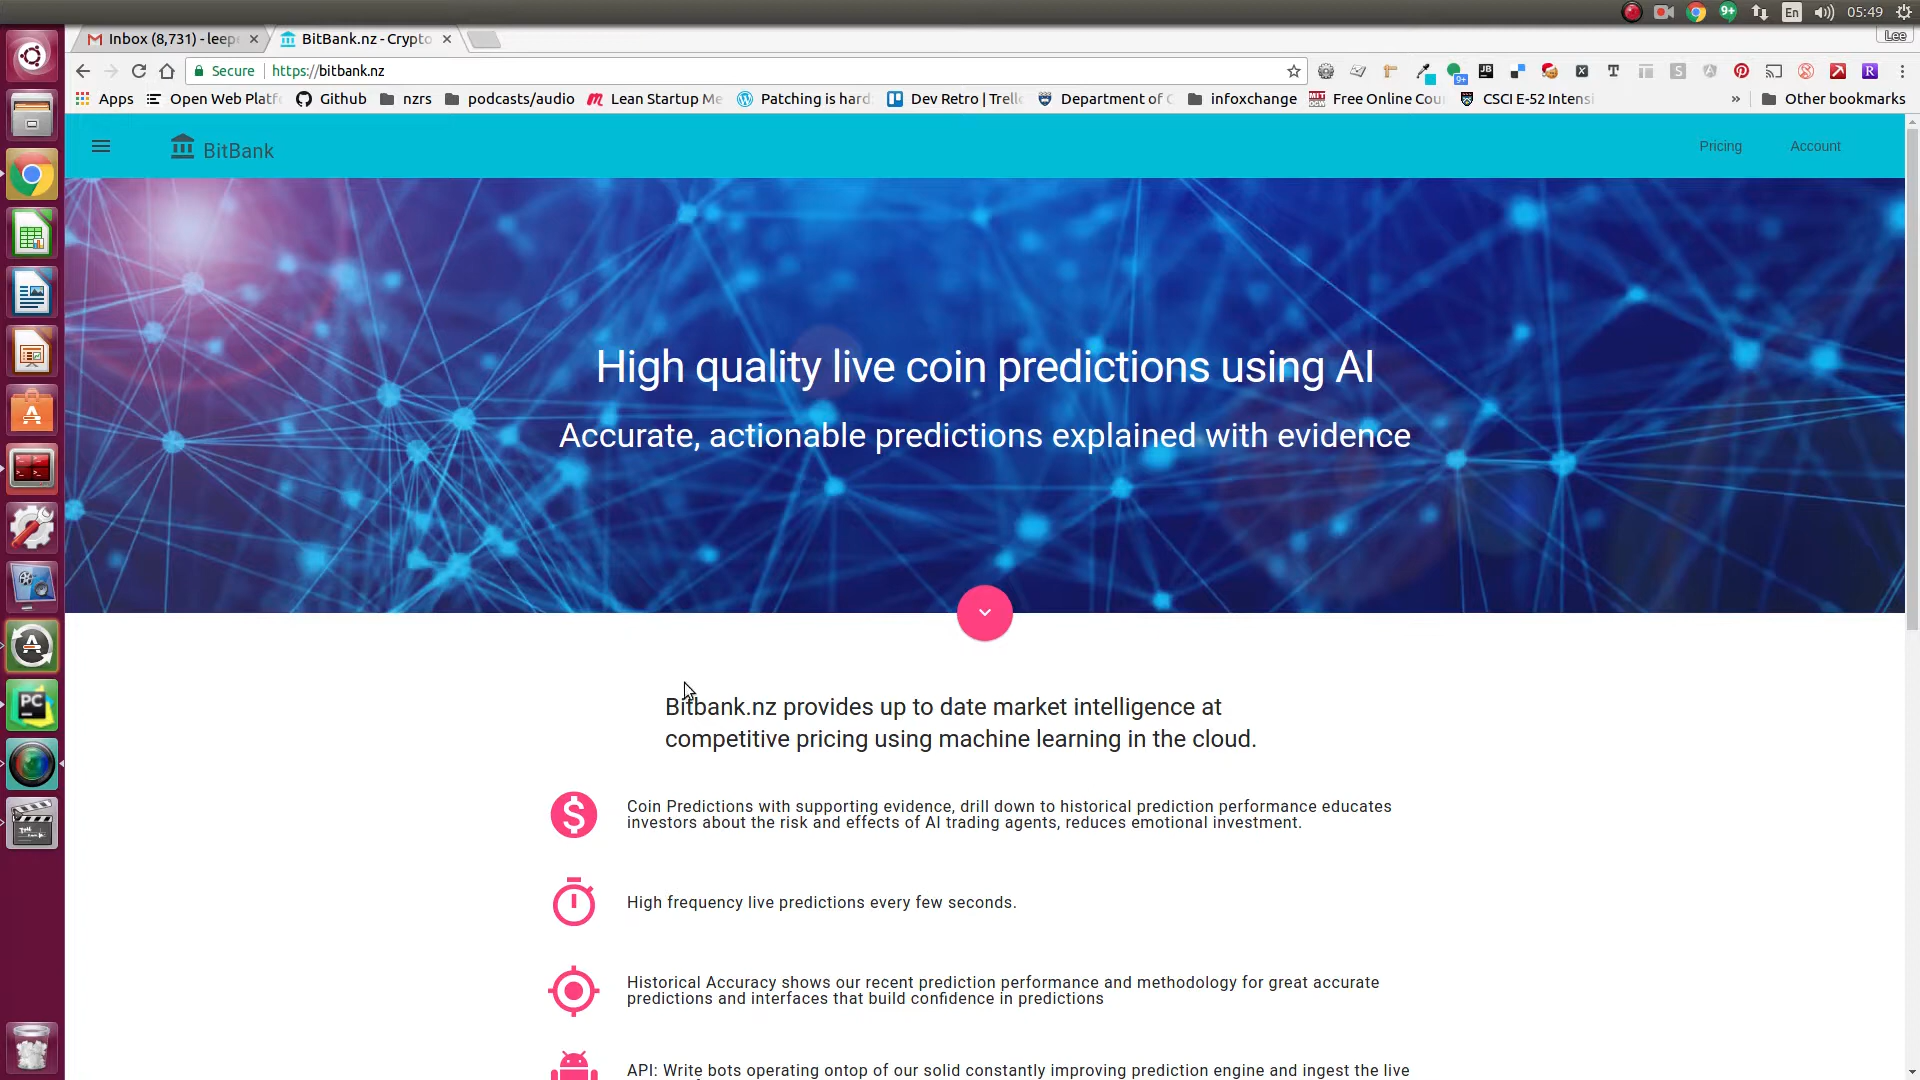 En
05:49
Inbox (8,731) - leep
BitBank.nz - Crypto
Lee
Secure
https://bitbank.nz
Apps
Open Web Platf
Github
nzrs
podcasts/audio
Lean Startup Me
Patching is hard
Dev Retro | Trell
Department of
infoxchange
Free Online Cou
CSCI E-52 Intensi
»
Other bookmarks
BitBank
Pricing
Account
High quality live coin predictions using AI
Accurate, actionable predictions explained with evidence
Bitbank.nz provides up to date market intelligence at
competitive pricing using machine learning in the cloud.
Coin Predictions with supporting evidence, drill down to historical prediction performance educates
investors about the risk and effects of AI trading agents, reduces emotional investment.
High frequency live predictions every few seconds.
Historical Accuracy shows our recent prediction performance and methodology for great accurate
predictions and interfaces that build confidence in predictions
API: Write bots operating ontop of our solid constantly improving prediction engine and ingest the live